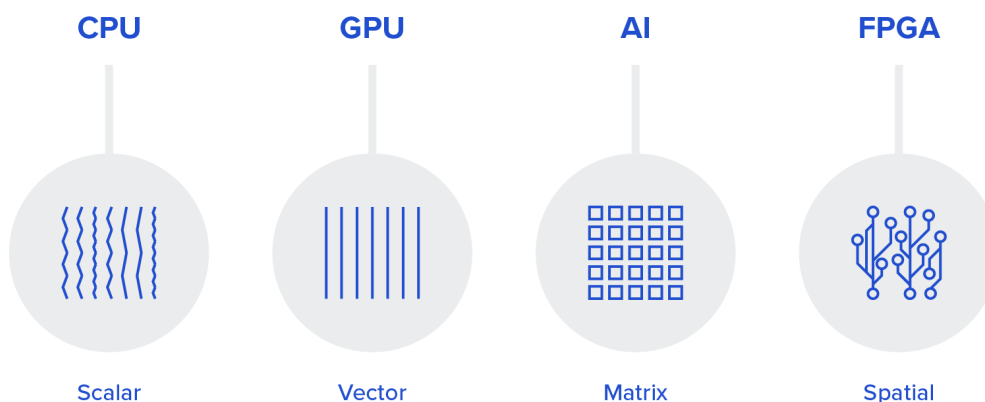 CPU
GPU
AI
FPGA
Scalar
Vector
Matrix
Spatial